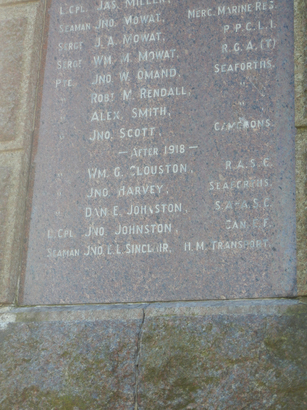 L. CPL. JAS. MILLER
SEAMAN JNO. MOWAT, MERC. MARINE RES.
SERGT J. A. MOWAT, P.P.C.L.I.
SERGT WM. M. MOWAT, R.G.A. (T)
PTE. JNO. W. OMAND, SEAFORTHS.
" ROBT M. RENDALL, "
" ALEX. SMITH, "
" JNO. SCOTT, CAMERONS.
— AFTER 1918 —
" WM. G. CLOUSTON, R.A.S.C.
" JNO. HARVEY, SEAFORTHS.
" DAN E. JOHNSTON,
L. CPL. JNO. JOHNSTON,
SEAMAN JNO. L. L. SINCLAIR, H.M. TRANSPORT.